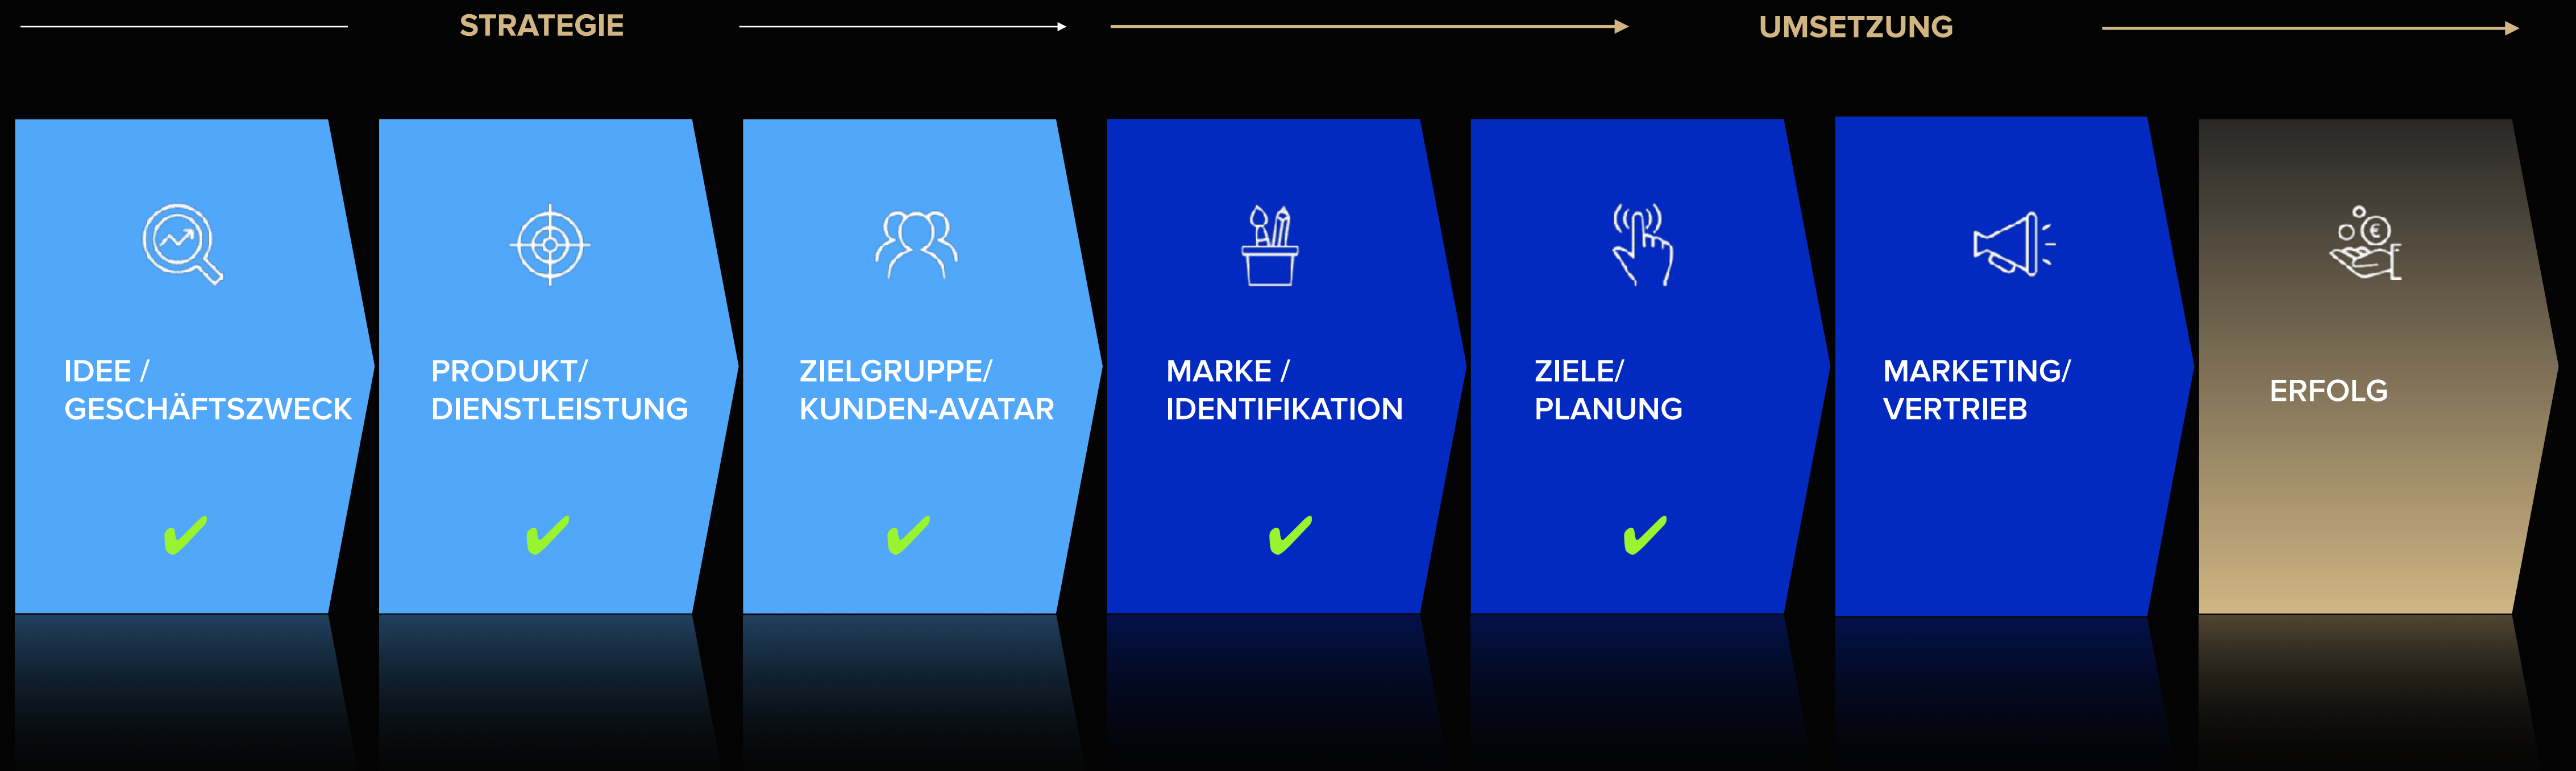 STRATEGIE
UMSETZUNG
IDEE /
GESCHÄFTSZWECK
PRODUKT/
DIENSTLEISTUNG
ZIELGRUPPE/
KUNDEN-AVATAR
MARKE /
IDENTIFIKATION
ZIELE/
PLANUNG
MARKETING/
VERTRIEB
€
ERFOLG